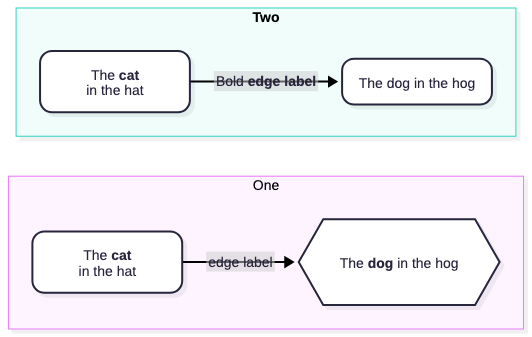 Two
The cat
in the hat
Bold edge label
The dog in the hog
One
The cat
in the hat
edge label
The dog in the hog